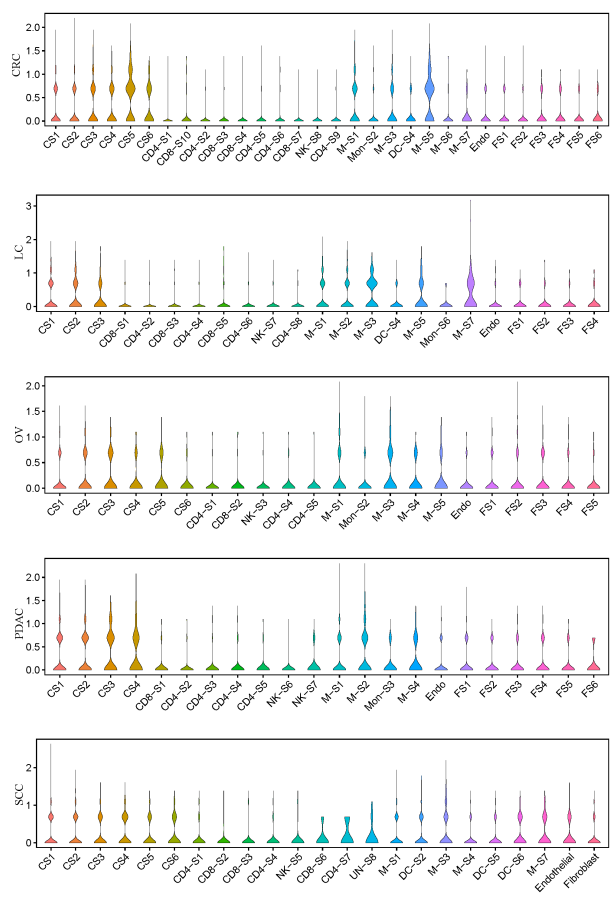 CRC
2.0
1.5
1.0
0.5
0.0
CS1 CS2 CS3 CS4 CS5 CS6 CD4-S1 CD8-S10 CD4-S2 CD8-S3 CD8-S4 CD4-S5 CD4-S6 CD8-S7 NK-S8 CD4-S9 M-S1 Mon-S2 M-S3 DC-S4 M-S5 M-S6 M-S7 Endo FS1 FS2 FS3 FS4 FS5 FS6
LC
3
2
1
0
CS1 CS2 CS3 CD8-S1 CD4-S2 CD8-S3 CD4-S4 CD8-S5 CD4-S6 NK-S7 CD4-S8 M-S1 M-S2 M-S3 DC-S4 M-S5 Mon-S6 M-S7 Endo FS1 FS2 FS3 FS4
OV
2.0
1.5
1.0
0.5
0.0
CS1 CS2 CS3 CS4 CS5 CS6 CD4-S1 CD8-S2 NK-S3 CD4-S4 CD4-S5 M-S1 Mon-S2 M-S3 M-S4 M-S5 Endo FS1 FS2 FS3 FS4 FS5
PDAC
2.0
1.5
1.0
0.5
0.0
CS1 CS2 CS3 CS4 CD8-S1 CD4-S2 CD4-S3 CD4-S4 CD4-S5 NK-S6 NK-S7 M-S1 M-S2 Mon-S3 M-S4 Endo FS1 FS2 FS3 FS4 FS5 FS6
SCC
2
1
0
CS1 CS2 CS3 CS4 CS5 CS6 CD4-S1 CD8-S2 CD8-S3 CD4-S4 NK-S5 CD8-S6 CD4-S7 UN-S8 M-S1 DC-S2 M-S3 M-S4 DC-S5 DC-S6 M-S7 Endothelial Fibroblast